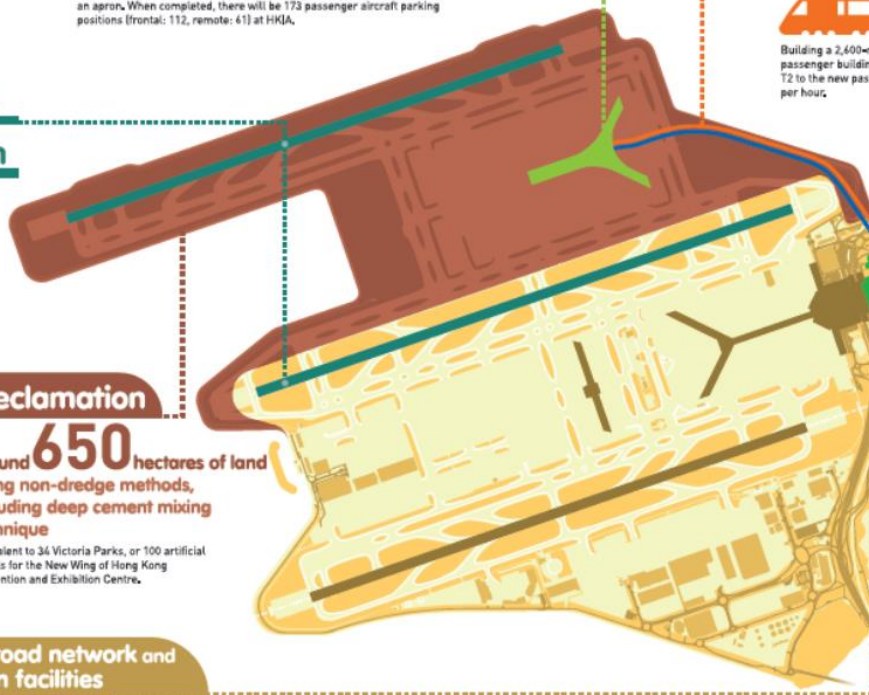 an apron. When completed, there will be 173 passenger aircraft parking
positions (frontal: 112, remote: 61) at HKIA.
Building a 2,600-
passenger buildin
T2 to the new pas
per hour.
eclamation
und 650 hectares of land
ng non-dredge methods,
uding deep cement mixing
nnique
alent to 34 Victoria Parks, or 100 artificial
s for the New Wing of Hong Kong
ntion and Exhibition Centre.
oad network and
n facilities